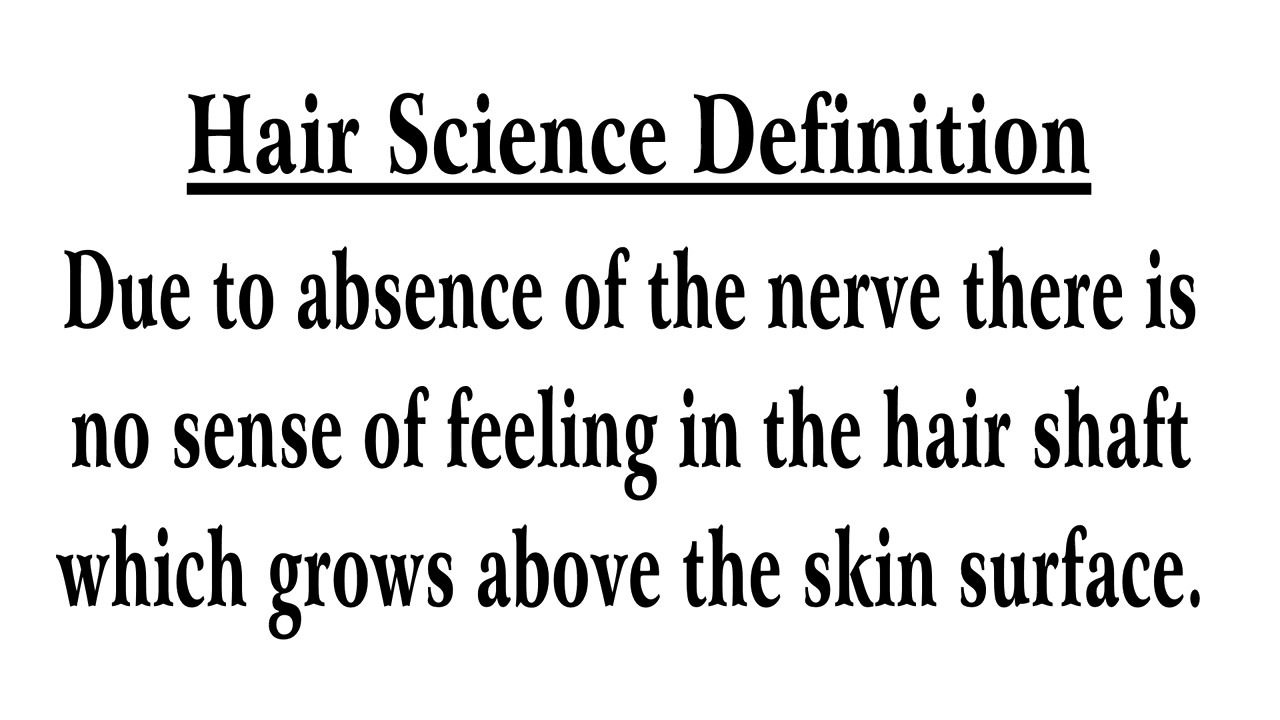 Hair Science Definition
Due to absence of the nerve there is
no sense of feeling in the hair shaft
which grows above the skin surface.